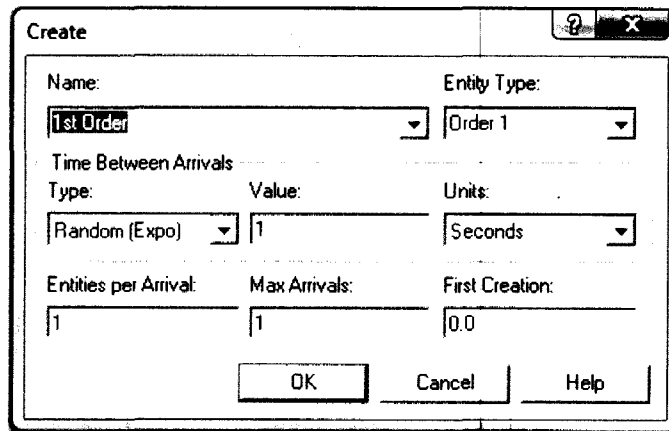 Create
Name:
Entity Type:
1st Order
Order 1
Time Between Arrivals
Type:
Value:
Units:
Random (Expo)
1
Seconds
Entities per Arrival:
Max Arrivals:
First Creation:
1
1
0.0
OK
Cancel
Help